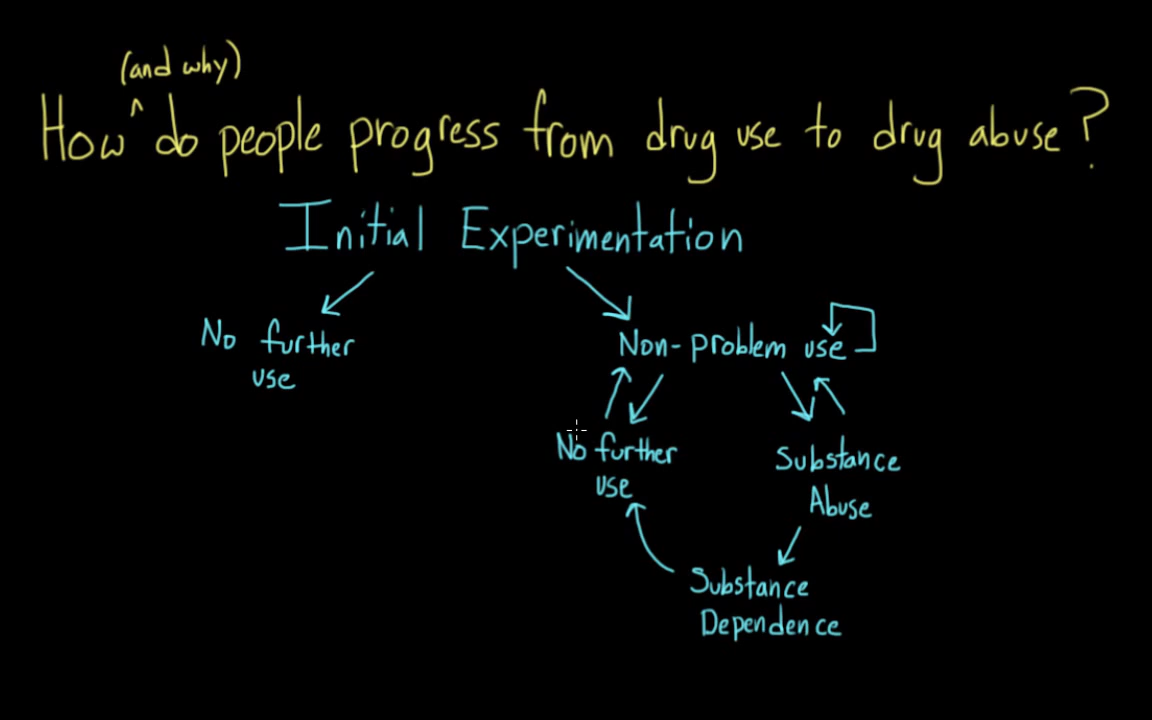 (and why)
How ^ do people progress from drug use to drug abuse?
Initial Experimentation
No further
use
Non-problem use
No further
use
Substance
Abuse
Substance
Dependence